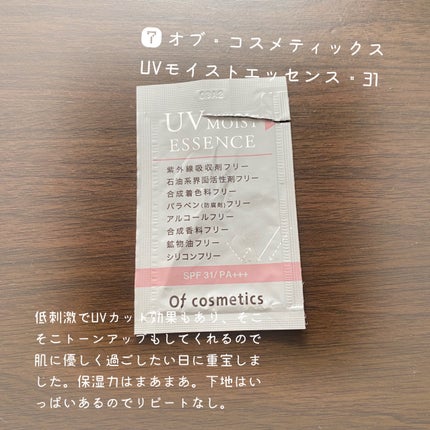 ❼ オブ・コスメティックス
UVモイストエッセンス・31
UV MOIST
ESSENCE
紫外線吸収剤フリー
石油系界面活性剤フリー
合成着色料フリー
パラベン(防腐剤)フリー
アルコールフリー
合成香料フリー
鉱物油フリー
シリコンフリー
SPF 31/PA+++
Of cosmetics
低刺激でUVカット効果もあり、そこ
そこトーンアップもしてくれるので
肌に優しく過ごしたい日に重宝しま
した。保湿力はまあまあ。下地はい
っぱいあるのでリピートなし。